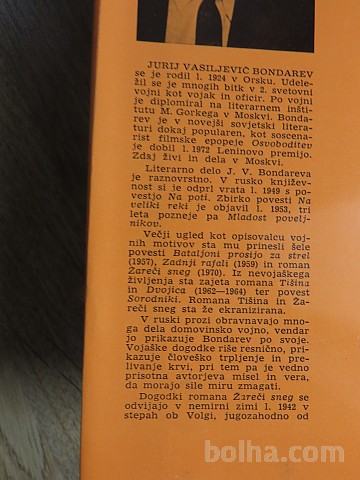 JURIJ VASILJEVIČ BONDAREV
se je rodil l. 1924 v Orsku. Udele-
žil se je mnogih bitk v 2. svetovni
vojni kot vojak in oficir. Po vojni
je diplomiral na literarnem inšti-
tutu M. Gorkega v Moskvi. Bonda-
rev je v novejši sovjetski litera-
turi dokaj popularen, kot soscena-
rist filmske epopeje Osvoboditev
je dobil l. 1972 Leninovo premijo.
Zdaj živi in dela v Moskvi.
Literarno delo J. V. Bondareva
je raznovrstno. V rusko književ-
nost si je odprl vrata l. 1949 s po-
vestjo Na poti. Zbirko povesti Na
veliki reki je objavil l. 1953, tri
leta pozneje pa Mladost povelj-
nikov.
Večji ugled kot opisovalcu voj-
nih motivov sta mu prinesli šele
povesti Bataljoni prosijo za strel
(1957), Zadnji rafali (1959) in roman
Žareči sneg (1970). Iz nevojaškega
življenja sta zajeta romana Tišina
in Dvojica (1962—1964) ter povest
Sorodniki. Romana Tišina in Ža-
reči sneg sta že ekranizirana.
V ruski prozi obravnavajo mno-
ga dela domovinsko vojno, vendar
jo prikazuje Bondarev po svoje.
Vojaške dogodke riše resnično, pri-
kazuje človeško trpljenje in pre-
livanje krvi, pri tem pa je vedno
prisotna avtorjeva misel in vera,
da morajo sile miru zmagati.
Dogodki romana Žareči sneg se
odvijajo v nemirni zimi l. 1942 v
stepah ob Volgi, jugozahodno od
bolha.com